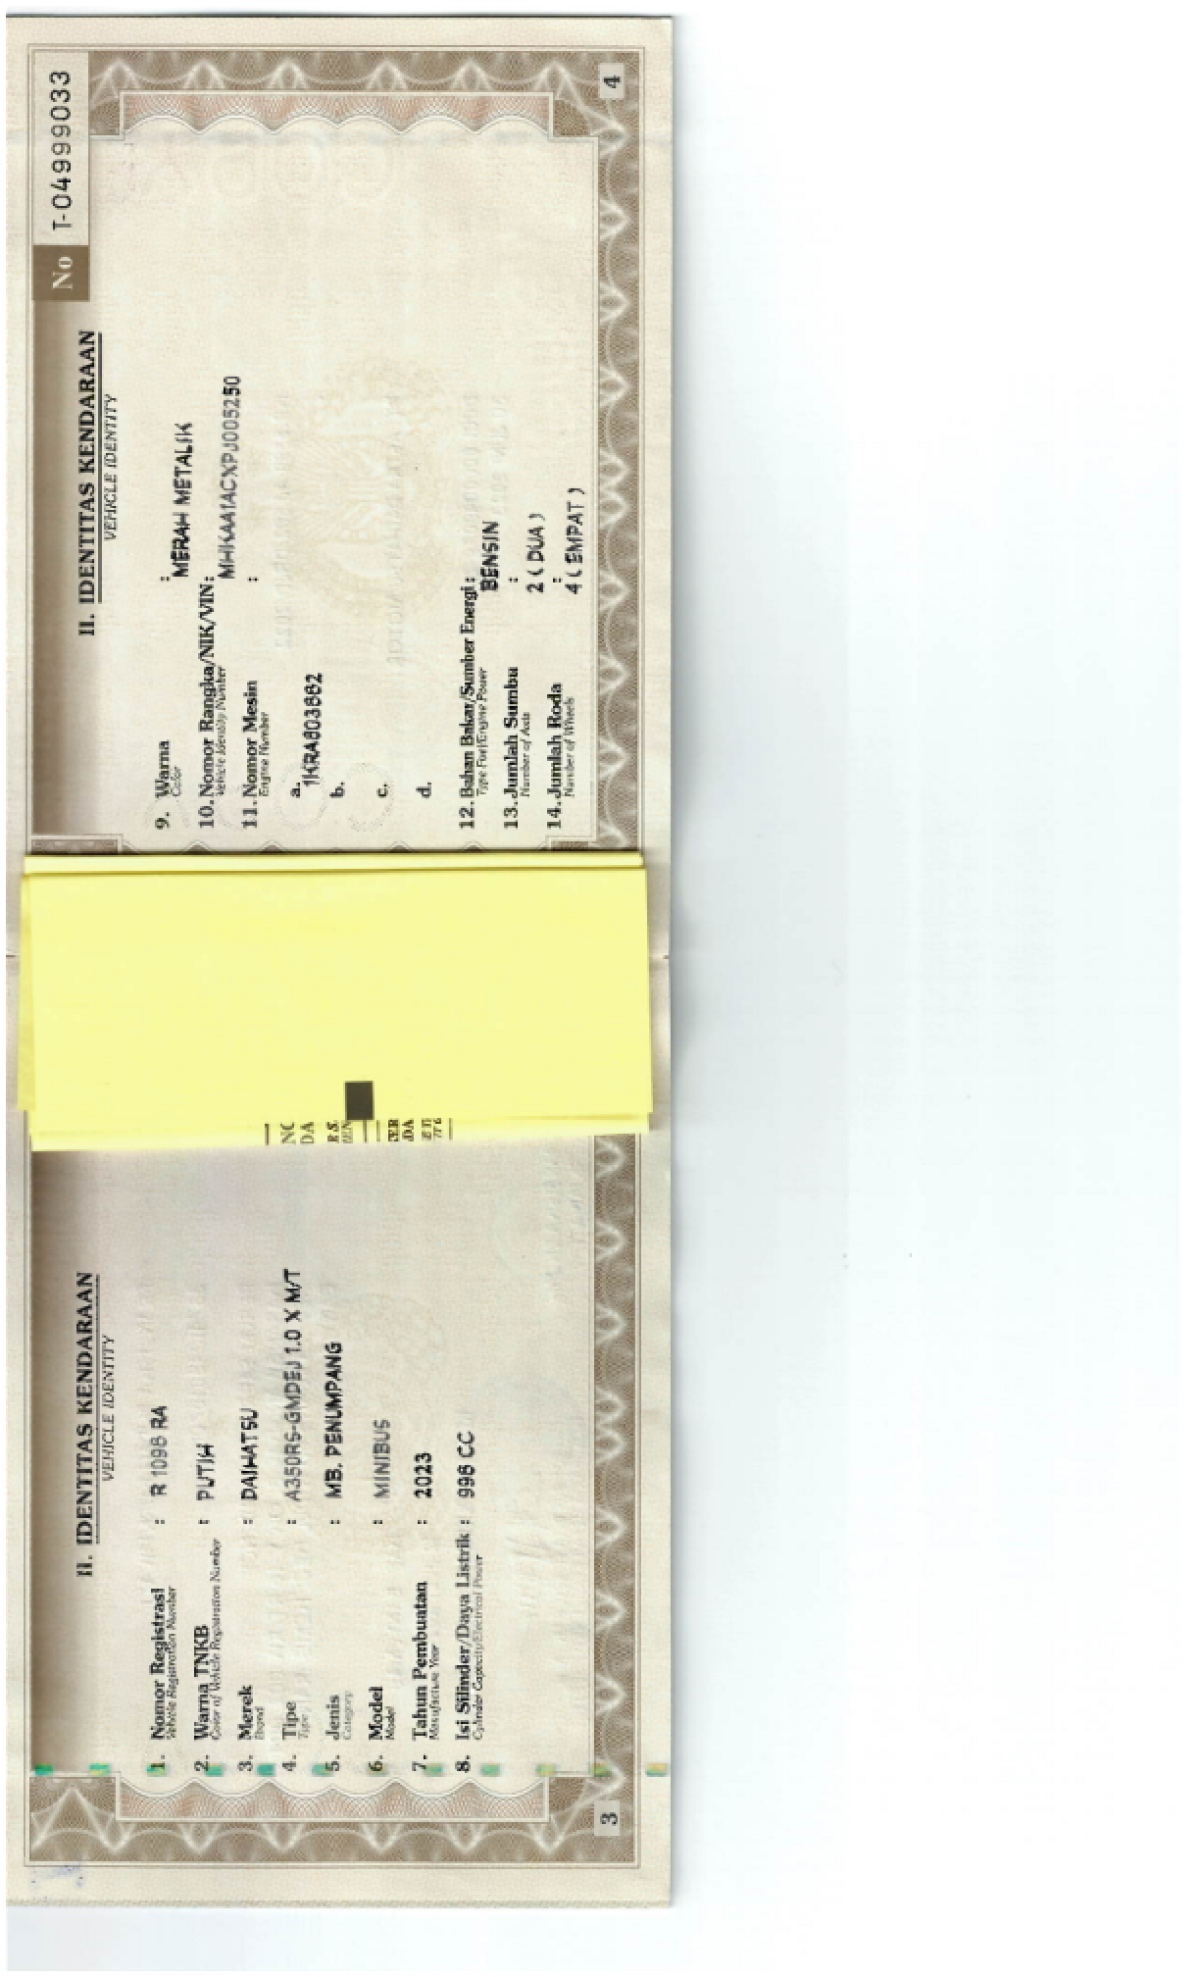 II. IDENTITAS KENDARAAN
VEHICLE IDENTITY
1. Nomor Registrasi : R 1098 RA
Vehicle Registration Number
2. Warna TNKB : PUTIH
Color of Vehicle Registration Number
3. Merek : DAIHATSU
Brand
4. Tipe : A350RS-GMDEJ 1.0 X M/T
Type
5. Jenis : MB. PENUMPANG
Category
6. Model : MINIBUS
Model
7. Tahun Pembuatan : 2023
Manufacture Year
8. Isi Silinder/Daya Listrik : 998 CC
Cylinder Capacity/Electrical Power
3
No T-04999033
II. IDENTITAS KENDARAAN
VEHICLE IDENTITY
9. Warna :
Color
MERAH METALIK
10. Nomor Rangka/NIK/VIN:
Vehicle Identity Number
MHKAA1ACXPJ005250
11. Nomor Mesin :
Engine Number
a.
1KRA803882
b.
c.
d.
12. Bahan Bakar/Sumber Energi :
Type Fuel/Engine Power
BENSIN
13. Jumlah Sumbu :
Number of Axis
2 ( DUA )
14. Jumlah Roda :
Number of Wheels
4 ( EMPAT )
4